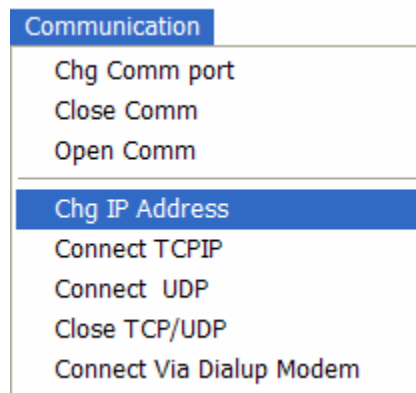 Communication
Chg Comm port
Close Comm
Open Comm
Chg IP Address
Connect TCPIP
Connect  UDP
Close TCP/UDP
Connect Via Dialup Modem